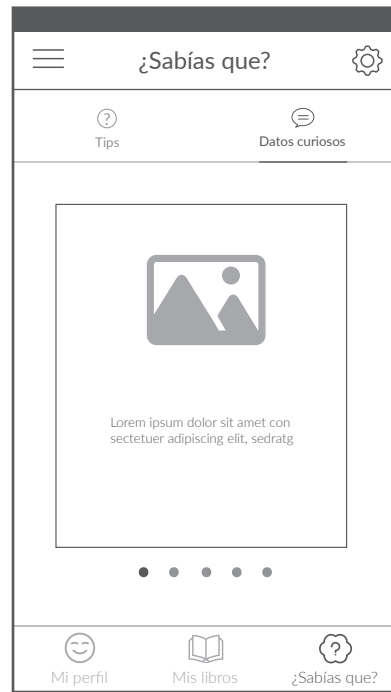 ¿Sabías que?
Tips
Datos curiosos
Lorem ipsum dolor sit amet con
sectetuer adipiscing elit, sedratg
Mi perfil
Mis libros
¿Sabías que?